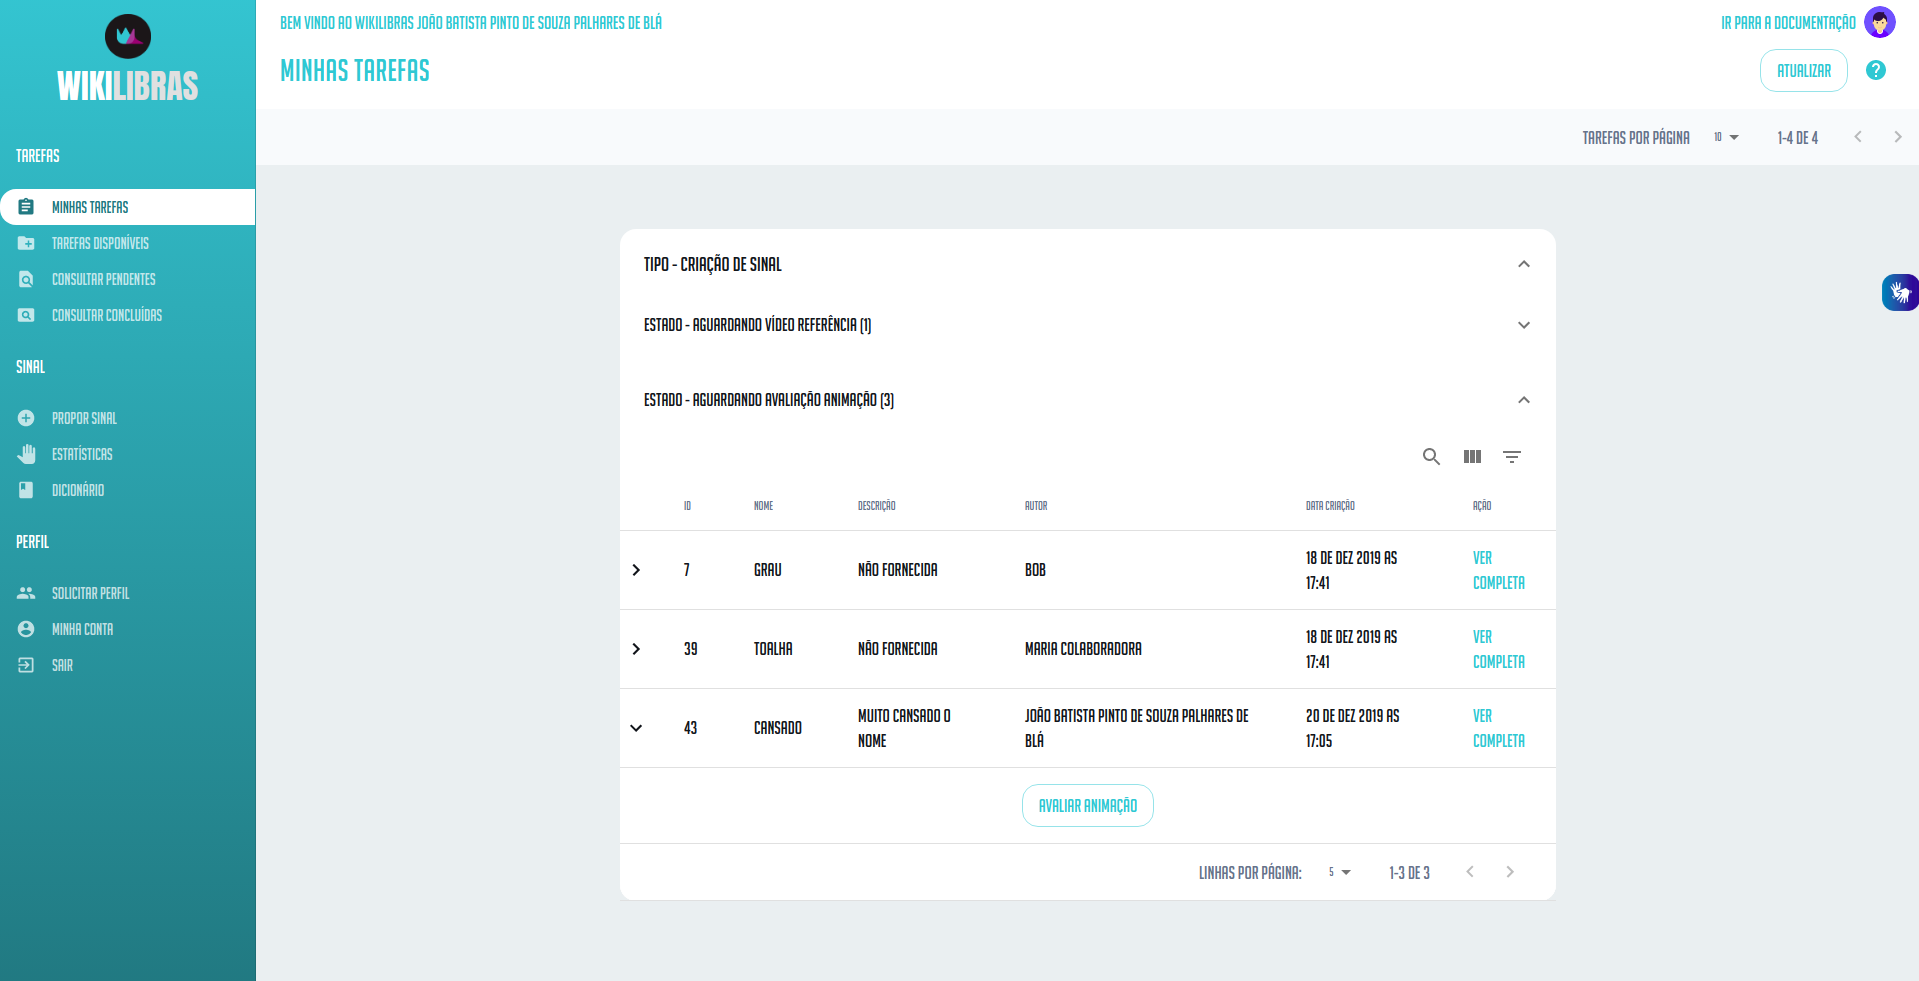 WIKILIBRAS
TAREFAS
MINHAS TAREFAS
TAREFAS DISPONÍVEIS
CONSULTAR PENDENTES
CONSULTAR CONCLUÍDAS
SINAL
PROPOR SINAL
ESTATÍSTICAS
DICIONÁRIO
PERFIL
SOLICITAR PERFIL
MINHA CONTA
SAIR
BEM VINDO AO WIKILIBRAS JOÃO BATISTA PINTO DE SOUZA PALHARES DE BLÁ
IR PARA A DOCUMENTAÇÃO
MINHAS TAREFAS
ATUALIZAR
?
TAREFAS POR PÁGINA 10 1-4 DE 4
TIPO - CRIAÇÃO DE SINAL
ESTADO - AGUARDANDO VÍDEO REFERÊNCIA (1)
ESTADO - AGUARDANDO AVALIAÇÃO ANIMAÇÃO (3)
ID NOME DESCRIÇÃO AUTOR DATA CRIAÇÃO AÇÃO
7 GRAU NÃO FORNECIDA BOB 18 DE DEZ 2019 AS 17:41 VER COMPLETA
39 TOALHA NÃO FORNECIDA MARIA COLABORADORA 18 DE DEZ 2019 AS 17:41 VER COMPLETA
43 CANSADO MUITO CANSADO O NOME JOÃO BATISTA PINTO DE SOUZA PALHARES DE BLÁ 20 DE DEZ 2019 AS 17:05 VER COMPLETA
AVALIAR ANIMAÇÃO
LINHAS POR PÁGINA: 5 1-3 DE 3